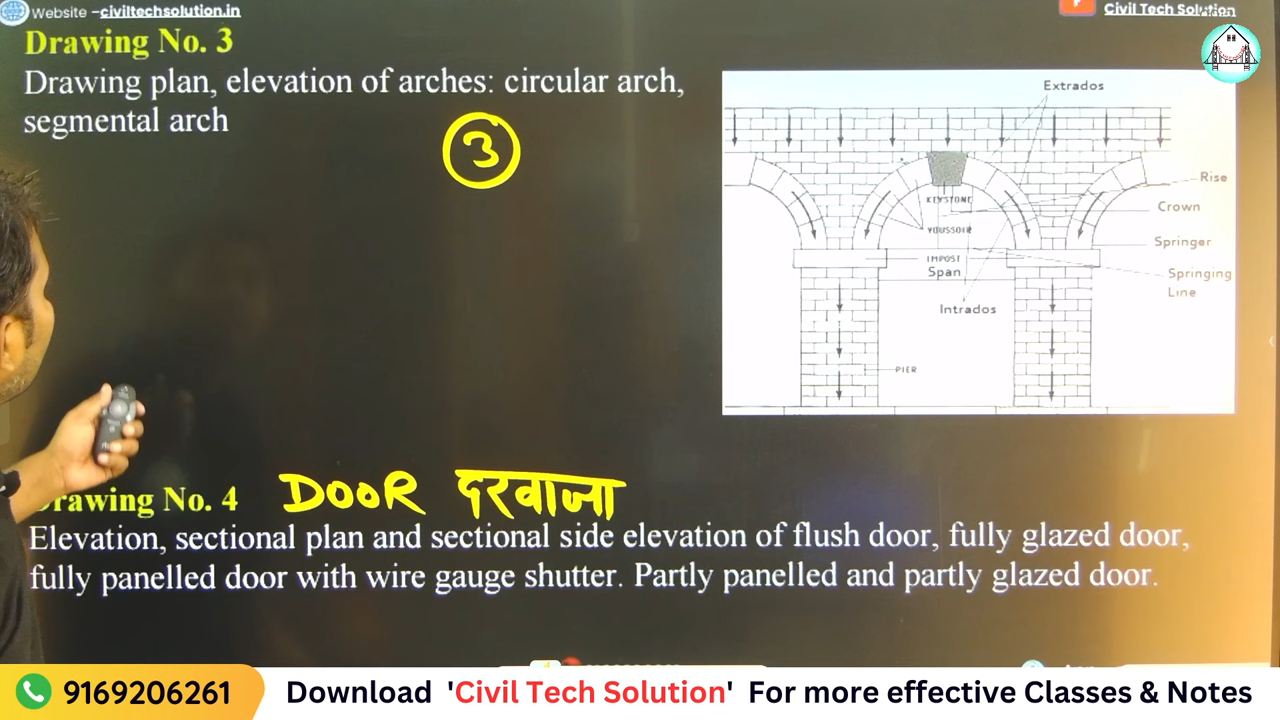 Website -civiltechsolution.in
Civil Tech Solution
Drawing No. 3
Drawing plan, elevation of arches: circular arch,
segmental arch
3
Extrados
Rise
KEYSTONE
Crown
VOUSSOIR
Springer
IMPOST
Span
Springing
Line
Intrados
PIER
Drawing No. 4 DOOR दरवाजा
Elevation, sectional plan and sectional side elevation of flush door, fully glazed door,
fully panelled door with wire gauge shutter. Partly panelled and partly glazed door.
9169206261 Download 'Civil Tech Solution' For more effective Classes & Notes